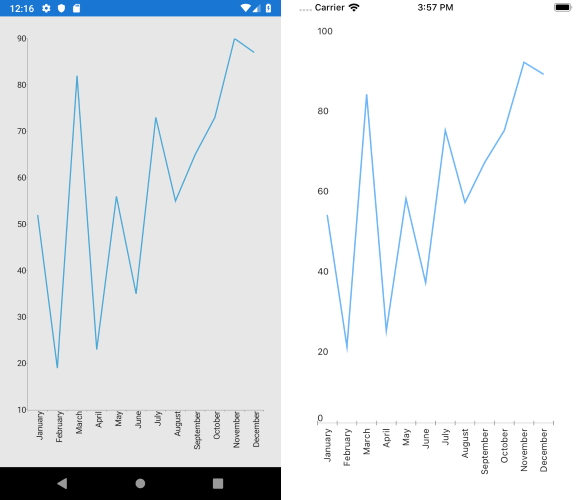 12:16
90
80
70
60
50
40
30
20
10
January
February
March
April
May
June
July
August
September
October
November
December
Carrier
3:57 PM
100
80
60
40
20
0
January
February
March
April
May
June
July
August
September
October
November
December